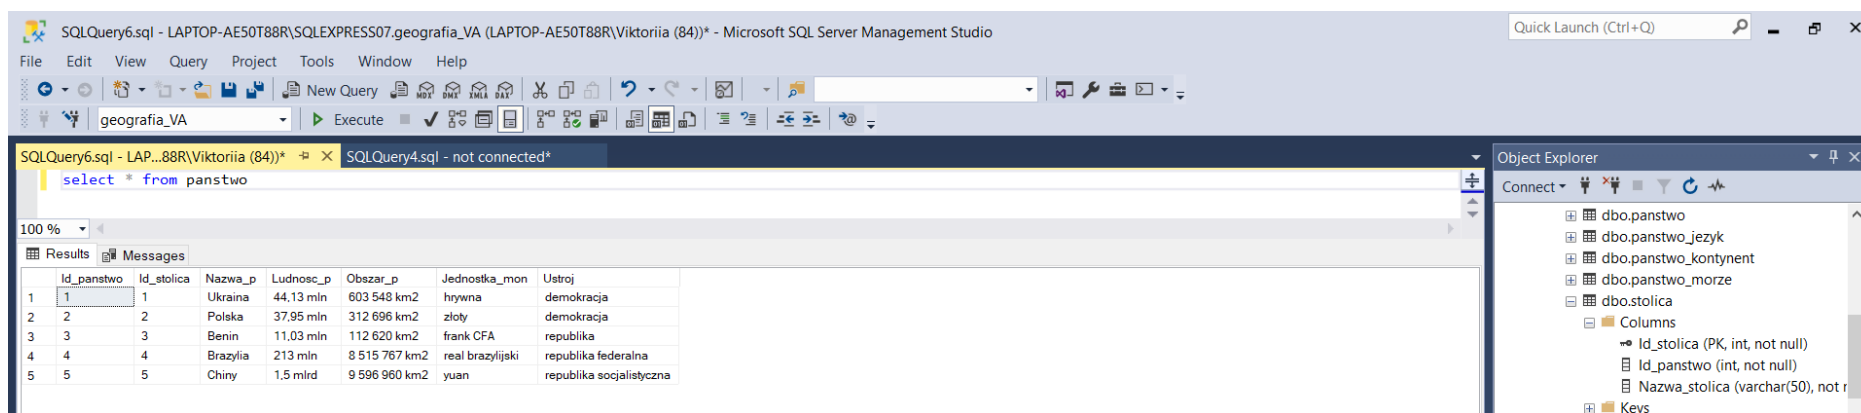 SQLQuery6.sql - LAPTOP-AE50T88R\SQLEXPRESS07.geografia_VA (LAPTOP-AE50T88R\Viktoriia (84))* - Microsoft SQL Server Management Studio
Quick Launch (Ctrl+Q)
File Edit View Query Project Tools Window Help
New Query MDX DMX XMLA DAX
geografia_VA Execute
SQLQuery6.sql - LAP...88R\Viktoriia (84))* SQLQuery4.sql - not connected*
select * from panstwo
100 %
Results Messages
Id_panstwo Id_stolica Nazwa_p Ludnosc_p Obszar_p Jednostka_mon Ustroj
1 1 1 Ukraina 44,13 mln 603 548 km2 hrywna demokracja
2 2 2 Polska 37,95 mln 312 696 km2 złoty demokracja
3 3 3 Benin 11,03 mln 112 620 km2 frank CFA republika
4 4 4 Brazylia 213 mln 8 515 767 km2 real brazylijski republika federalna
5 5 5 Chiny 1,5 mlrd 9 596 960 km2 yuan republika socjalistyczna
Object Explorer
Connect
dbo.panstwo
dbo.panstwo_jezyk
dbo.panstwo_kontynent
dbo.panstwo_morze
dbo.stolica
Columns
Id_stolica (PK, int, not null)
Id_panstwo (int, not null)
Nazwa_stolica (varchar(50), not
Keys